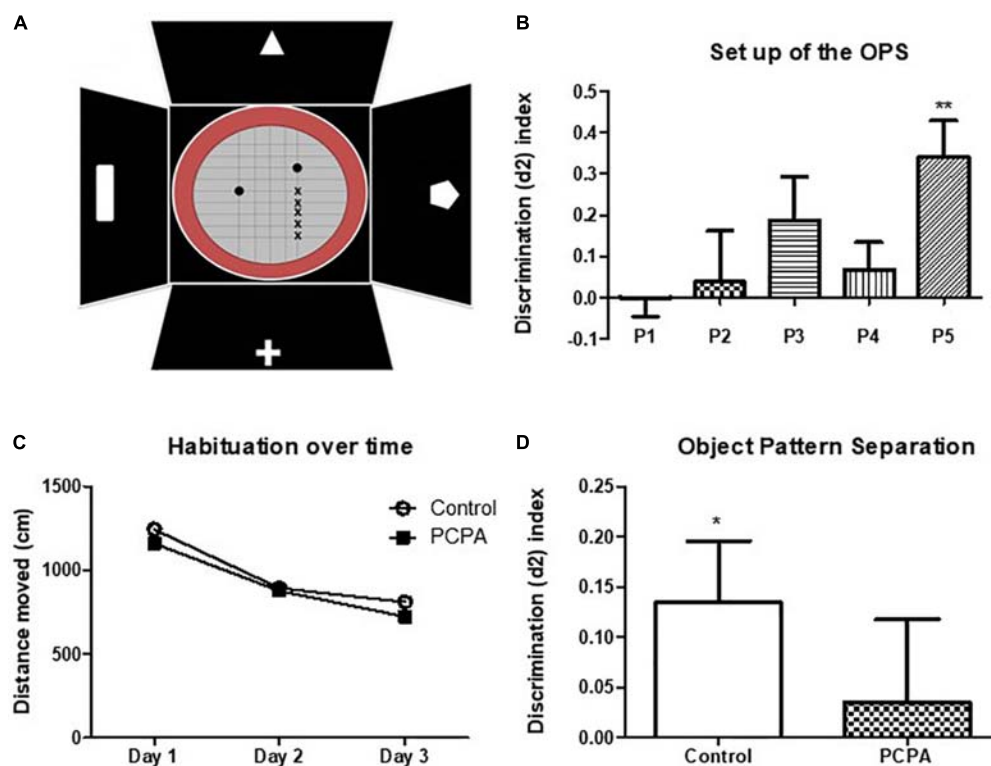 A
x
x
x
x
x
B
Set up of the OPS
Discrimination (d2) index
0.5
0.4
0.3
0.2
0.1
0.0
-0.1
**
P1 P2 P3 P4 P5
C
Habituation over time
Distance moved (cm)
1500
1000
500
0
Control
PCPA
Day 1 Day 2 Day 3
D
Object Pattern Separation
Discrimination (d2) index
0.25
0.20
0.15
0.10
0.05
0.00
*
Control PCPA